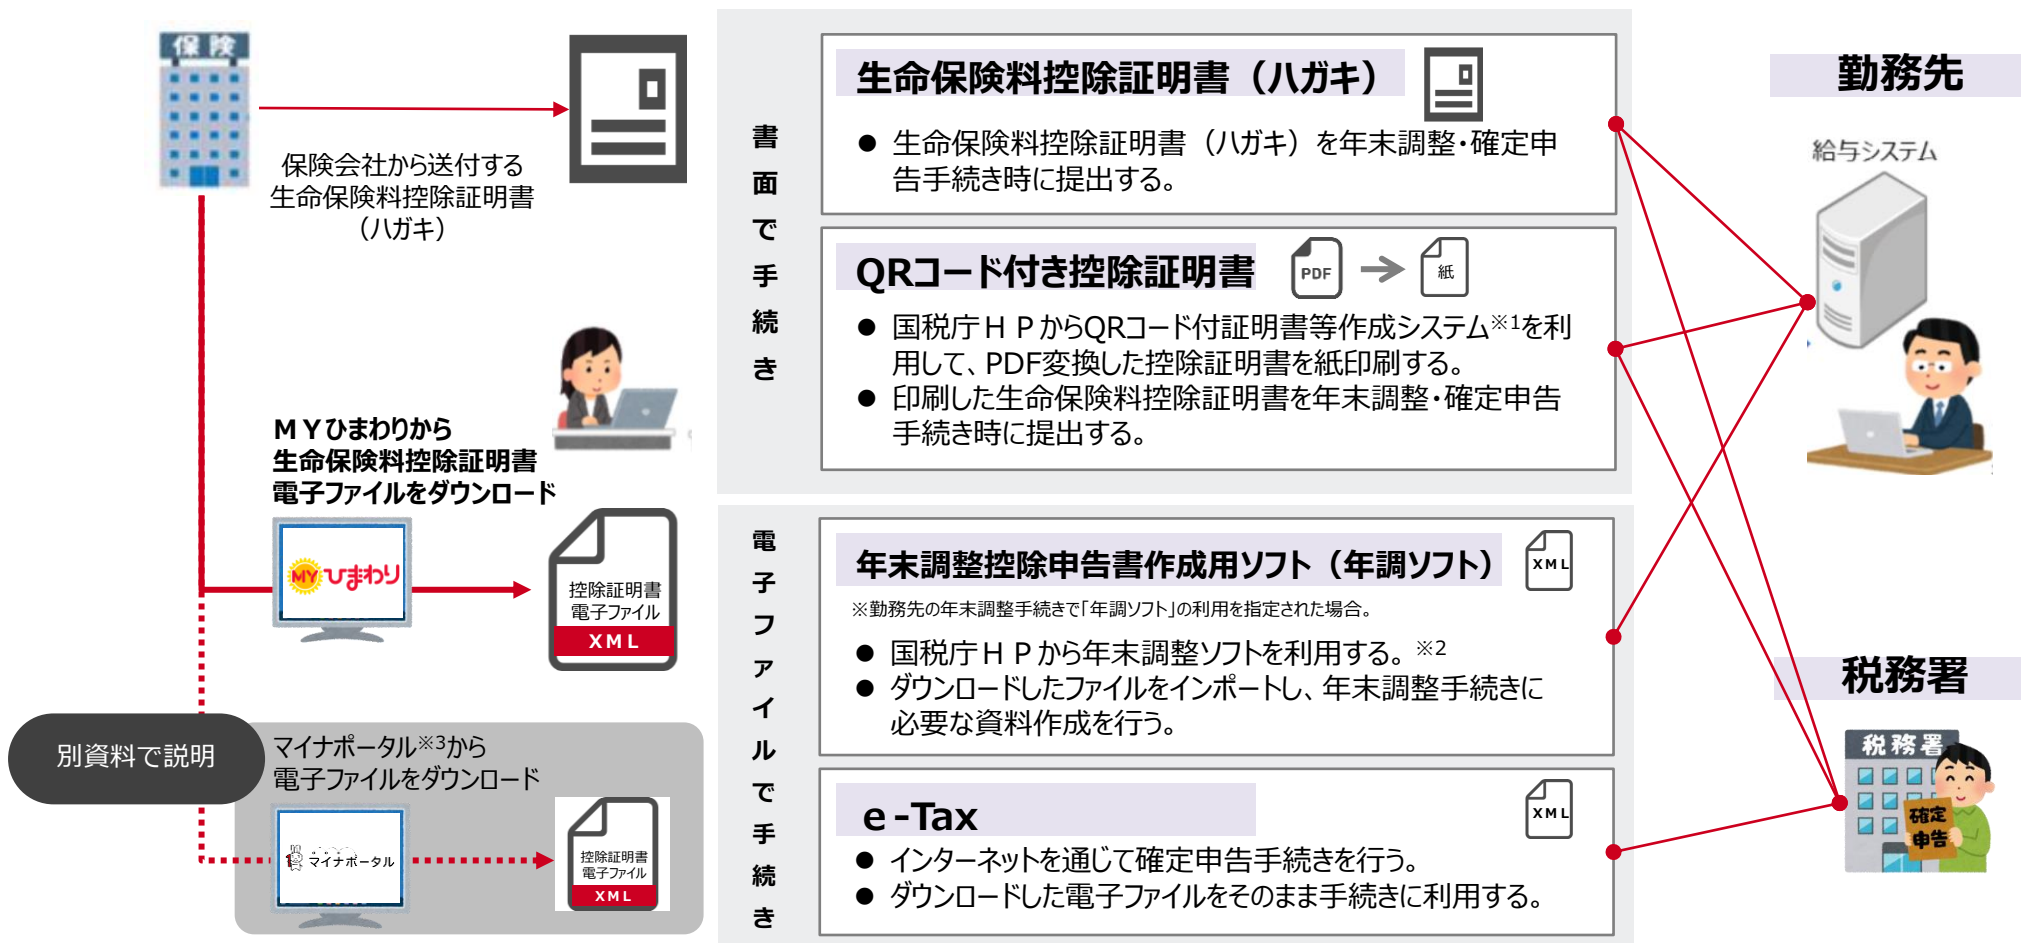 保険
保険会社から送付する
生命保険料控除証明書
（ハガキ）
ＭＹひまわりから
生命保険料控除証明書
電子ファイルをダウンロード
MYひまわり
控除証明書
電子ファイル
XML
別資料で説明
マイナポータル※3から
電子ファイルをダウンロード
マイナポータル
控除証明書
電子ファイル
XML
書面で手続き
生命保険料控除証明書（ハガキ）
● 生命保険料控除証明書（ハガキ）を年末調整・確定申
告手続き時に提出する。
QRコード付き控除証明書
PDF
紙
● 国税庁ＨＰからQRコード付証明書等作成システム※1を利
用して、PDF変換した控除証明書を紙印刷する。
● 印刷した生命保険料控除証明書を年末調整・確定申告
手続き時に提出する。
電子ファイルで手続き
年末調整控除申告書作成用ソフト（年調ソフト）
XML
※勤務先の年末調整手続きで「年調ソフト」の利用を指定された場合。
● 国税庁ＨＰから年末調整ソフトを利用する。※2
● ダウンロードしたファイルをインポートし、年末調整手続きに
必要な資料作成を行う。
e-Tax
XML
● インターネットを通じて確定申告手続きを行う。
● ダウンロードした電子ファイルをそのまま手続きに利用する。
勤務先
給与システム
税務署
税務署
確定
申告